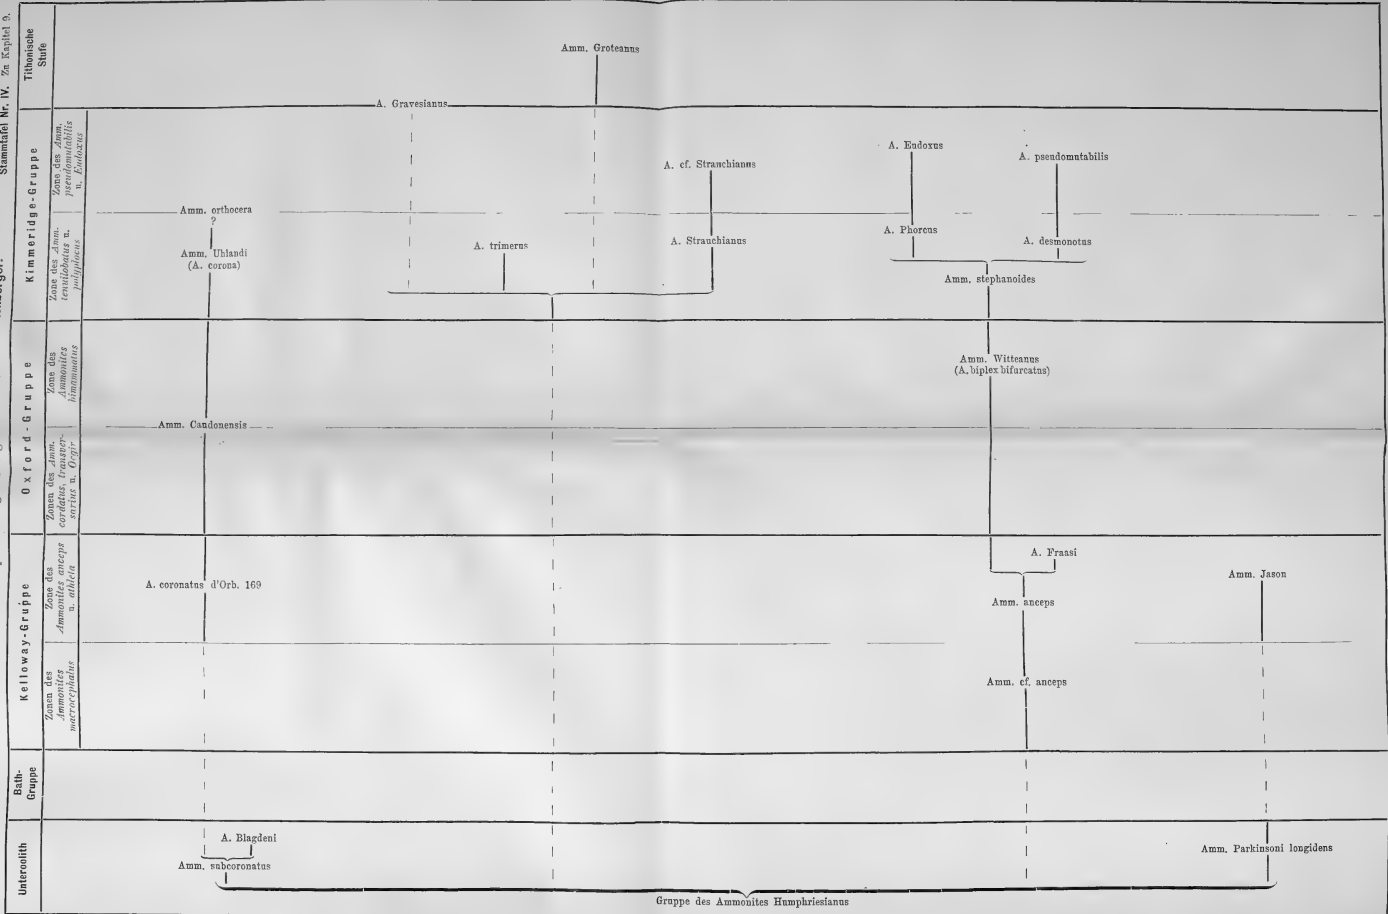 Stammtafel Nr. IV. Zu Kapitel 9.
Tithonische
Stufe
Amm. Groteanus
A. Gravesianus
Kimmeridge-Gruppe
Zone des Amm.
pseudomutabilis
u. Eudoxus
A. cf. Strauchianus
A. Eudoxus
A. pseudomutabilis
Amm. orthocera
?
Zone des Amm.
tenuilobatus u.
polyplocus
Amm. Uhlandi
(A. corona)
A. trimerus
A. Strauchianus
A. Phorcus
A. desmonotus
Amm. stephanoides
Oxford-Gruppe
Zone des
Ammonites
bimammatus
Amm. Witteanus
(A. biplex bifurcatus)
Amm. Caudonensis
Zonen des Amm.
cordatus, transver-
sarius u.
Kelloway-Gruppe
Zone des
Ammonites anceps
u. athleta
A. Fraasi
A. coronatus d'Orb. 169
Amm. Jason
Amm. anceps
Zonen des
Ammonites
macrocephalus
Amm. cf. anceps
Bath-
Gruppe
Unteroolith
A. Blagdeni
Amm. subcoronatus
Amm. Parkinsoni longidens
Gruppe des Ammonites Humphriesianus